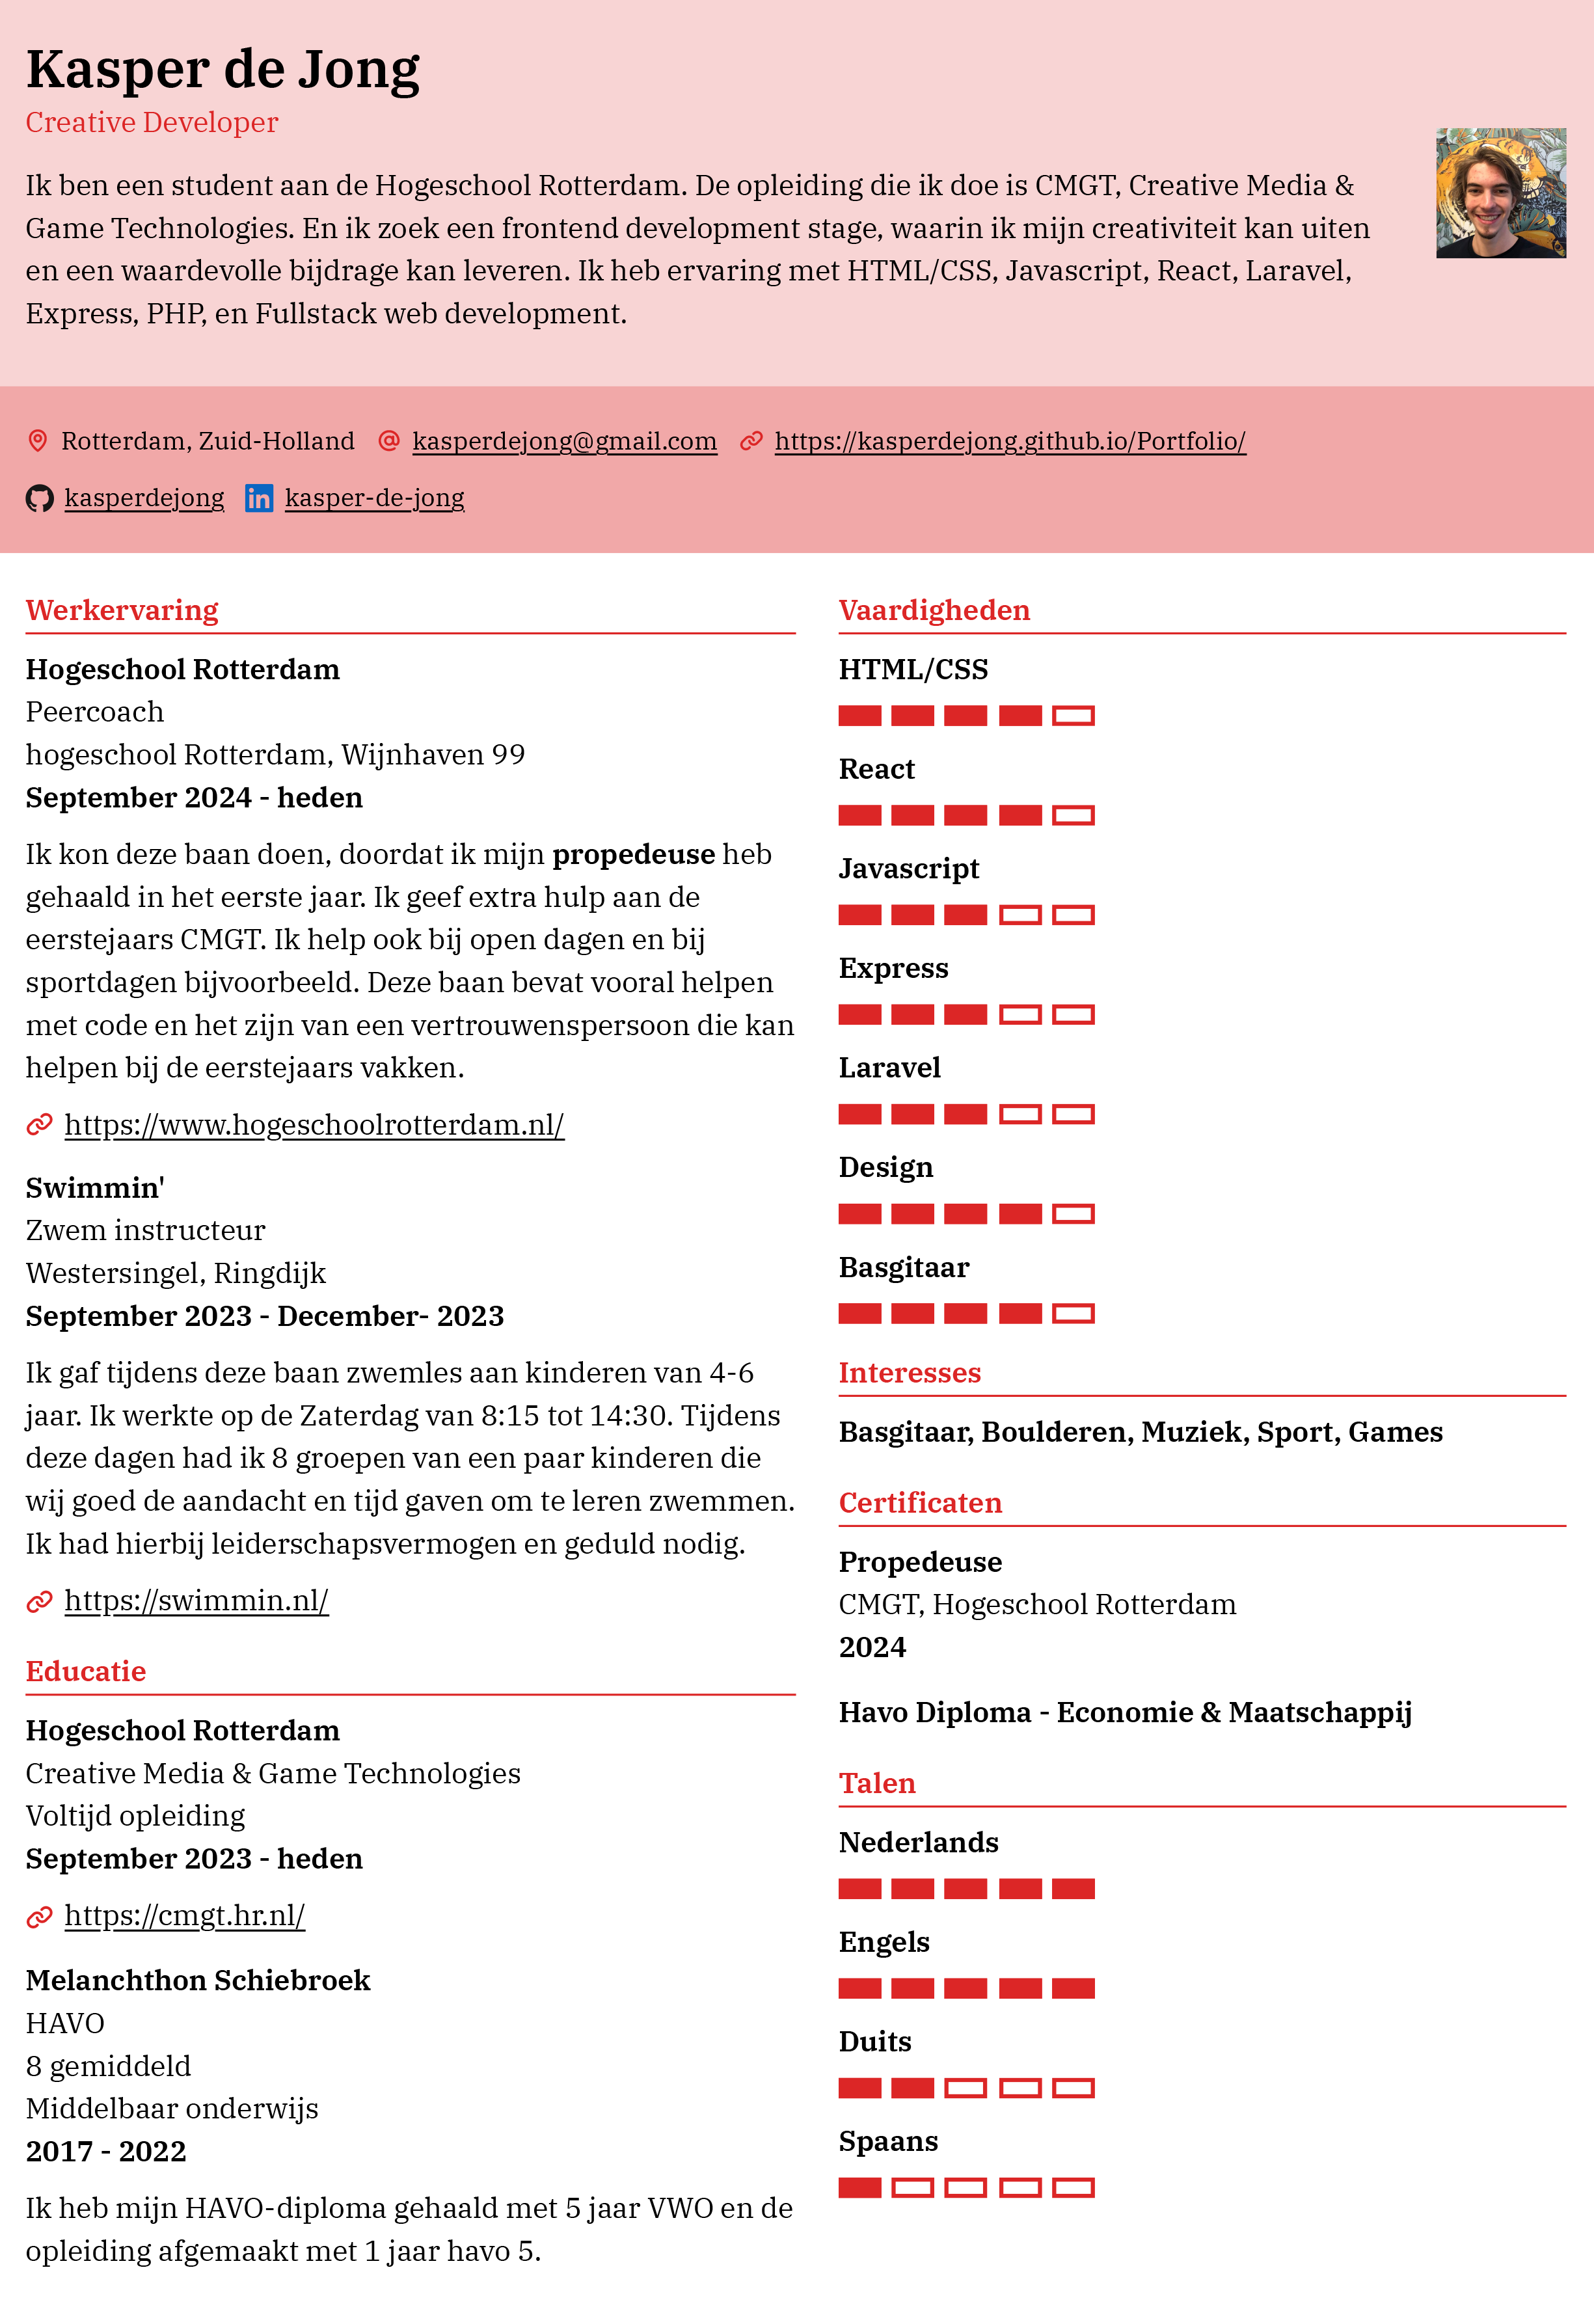 Kasper de Jong
Creative Developer
Ik ben een student aan de Hogeschool Rotterdam. De opleiding die ik doe is CMGT, Creative Media &
Game Technologies. En ik zoek een frontend development stage, waarin ik mijn creativiteit kan uiten
en een waardevolle bijdrage kan leveren. Ik heb ervaring met HTML/CSS, Javascript, React, Laravel,
Express, PHP, en Fullstack web development.
Rotterdam, Zuid-Holland kasperdejong@gmail.com https://kasperdejong.github.io/Portfolio/
kasperdejong kasper-de-jong
Werkervaring
Hogeschool Rotterdam
Peercoach
hogeschool Rotterdam, Wijnhaven 99
September 2024 - heden
Ik kon deze baan doen, doordat ik mijn propedeuse heb
gehaald in het eerste jaar. Ik geef extra hulp aan de
eerstejaars CMGT. Ik help ook bij open dagen en bij
sportdagen bijvoorbeeld. Deze baan bevat vooral helpen
met code en het zijn van een vertrouwenspersoon die kan
helpen bij de eerstejaars vakken.
https://www.hogeschoolrotterdam.nl/
Swimmin'
Zwem instructeur
Westersingel, Ringdijk
September 2023 - December- 2023
Ik gaf tijdens deze baan zwemles aan kinderen van 4-6
jaar. Ik werkte op de Zaterdag van 8:15 tot 14:30. Tijdens
deze dagen had ik 8 groepen van een paar kinderen die
wij goed de aandacht en tijd gaven om te leren zwemmen.
Ik had hierbij leiderschapsvermogen en geduld nodig.
https://swimmin.nl/
Educatie
Hogeschool Rotterdam
Creative Media & Game Technologies
Voltijd opleiding
September 2023 - heden
https://cmgt.hr.nl/
Melanchthon Schiebroek
HAVO
8 gemiddeld
Middelbaar onderwijs
2017 - 2022
Ik heb mijn HAVO-diploma gehaald met 5 jaar VWO en de
opleiding afgemaakt met 1 jaar havo 5.
Vaardigheden
HTML/CSS
React
Javascript
Express
Laravel
Design
Basgitaar
Interesses
Basgitaar, Boulderen, Muziek, Sport, Games
Certificaten
Propedeuse
CMGT, Hogeschool Rotterdam
2024
Havo Diploma - Economie & Maatschappij
Talen
Nederlands
Engels
Duits
Spaans